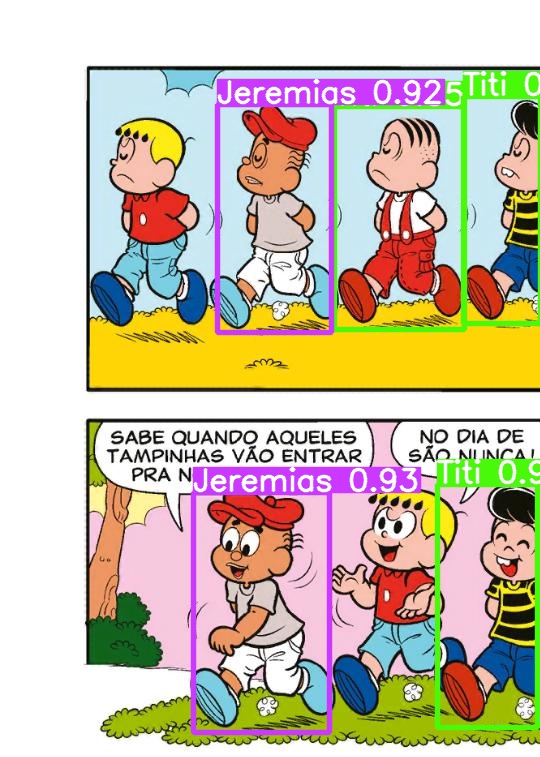 Jeremias 0.925
Titi 0
SABE QUANDO AQUELES
TAMPINHAS VÃO ENTRAR
PRA N
NO DIA DE
SÃO NUNCA!
Jeremias 0.93
Titi 0.9